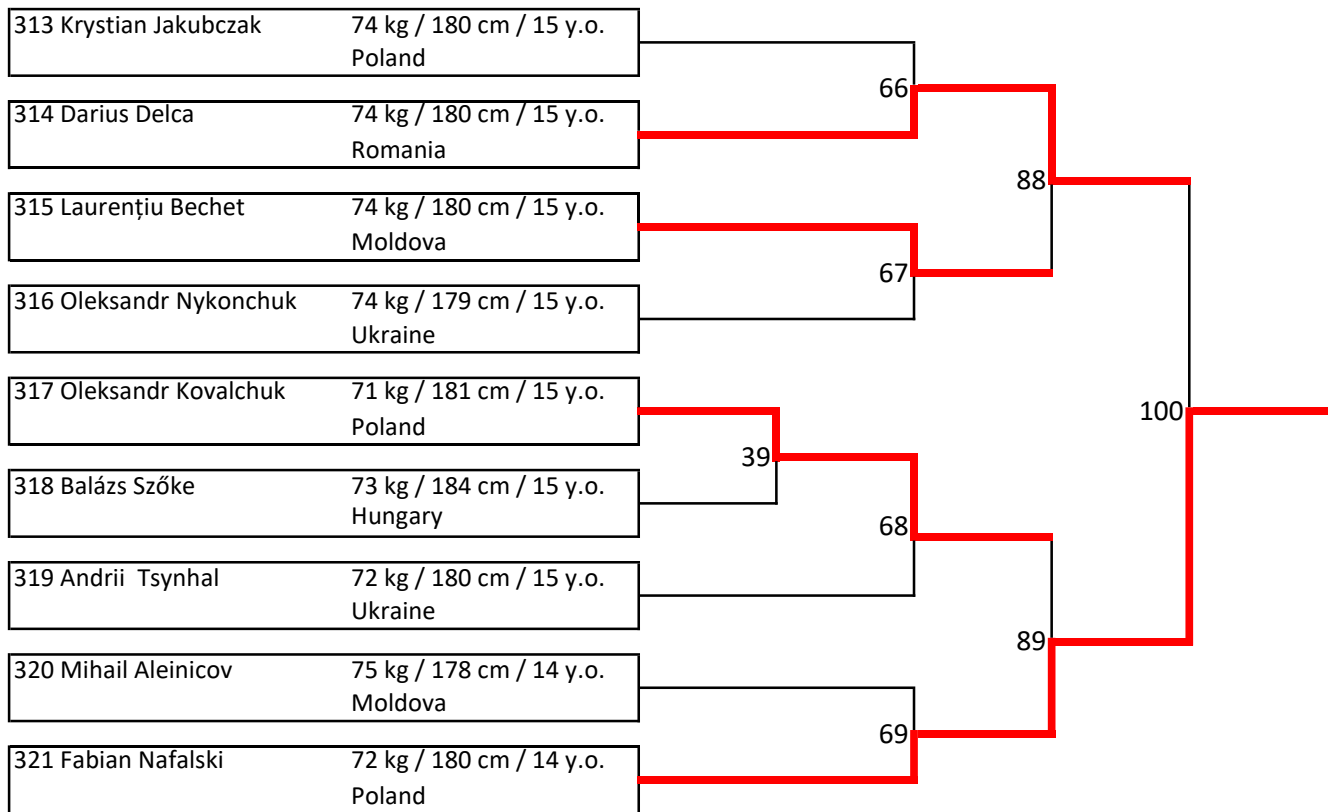 313 Krystian Jakubczak 74 kg / 180 cm / 15 y.o.
Poland
66
314 Darius Delca 74 kg / 180 cm / 15 y.o.
Romania
88
315 Laurențiu Bechet 74 kg / 180 cm / 15 y.o.
Moldova
67
316 Oleksandr Nykonchuk 74 kg / 179 cm / 15 y.o.
Ukraine
317 Oleksandr Kovalchuk 71 kg / 181 cm / 15 y.o.
Poland
100
39
318 Balázs Szőke 73 kg / 184 cm / 15 y.o.
Hungary
68
319 Andrii  Tsynhal 72 kg / 180 cm / 15 y.o.
Ukraine
89
320 Mihail Aleinicov 75 kg / 178 cm / 14 y.o.
Moldova
69
321 Fabian Nafalski 72 kg / 180 cm / 14 y.o.
Poland